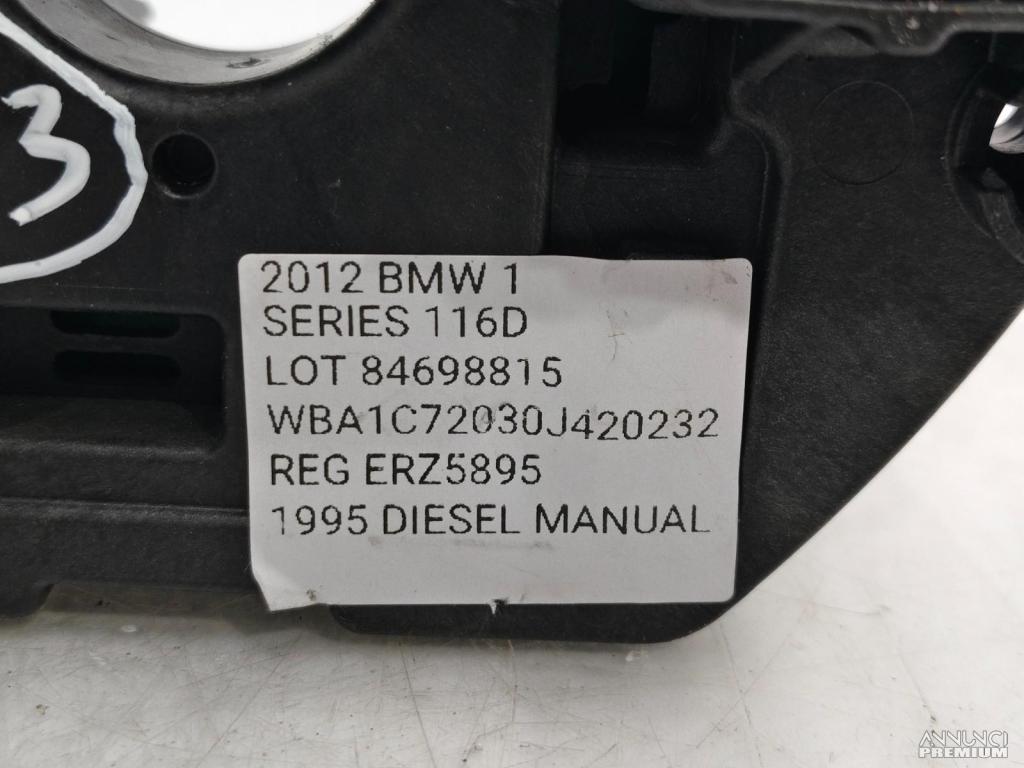 3
2012 BMW 1
SERIES 116D
LOT 84698815
WBA1C72030J420232
REG ERZ5895
1995 DIESEL MANUAL
ANNUNCI
PREMIUM